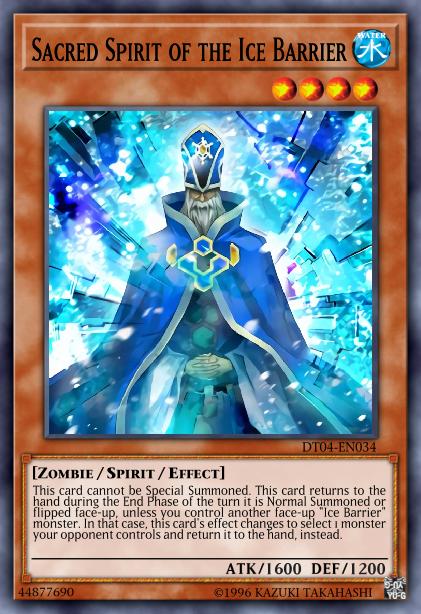 Sacred Spirit of the Ice Barrier
WATER
水
DT04-EN034
[Zombie / Spirit / Effect]
This card cannot be Special Summoned. This card returns to the
hand during the End Phase of the turn it is Normal Summoned or
flipped face-up, unless you control another face-up "Ice Barrier"
monster. In that case, this card's effect changes to select 1 monster
your opponent controls and return it to the hand, instead.
ATK/1600 DEF/1200
44877690
©1996 KAZUKI TAKAHASHI